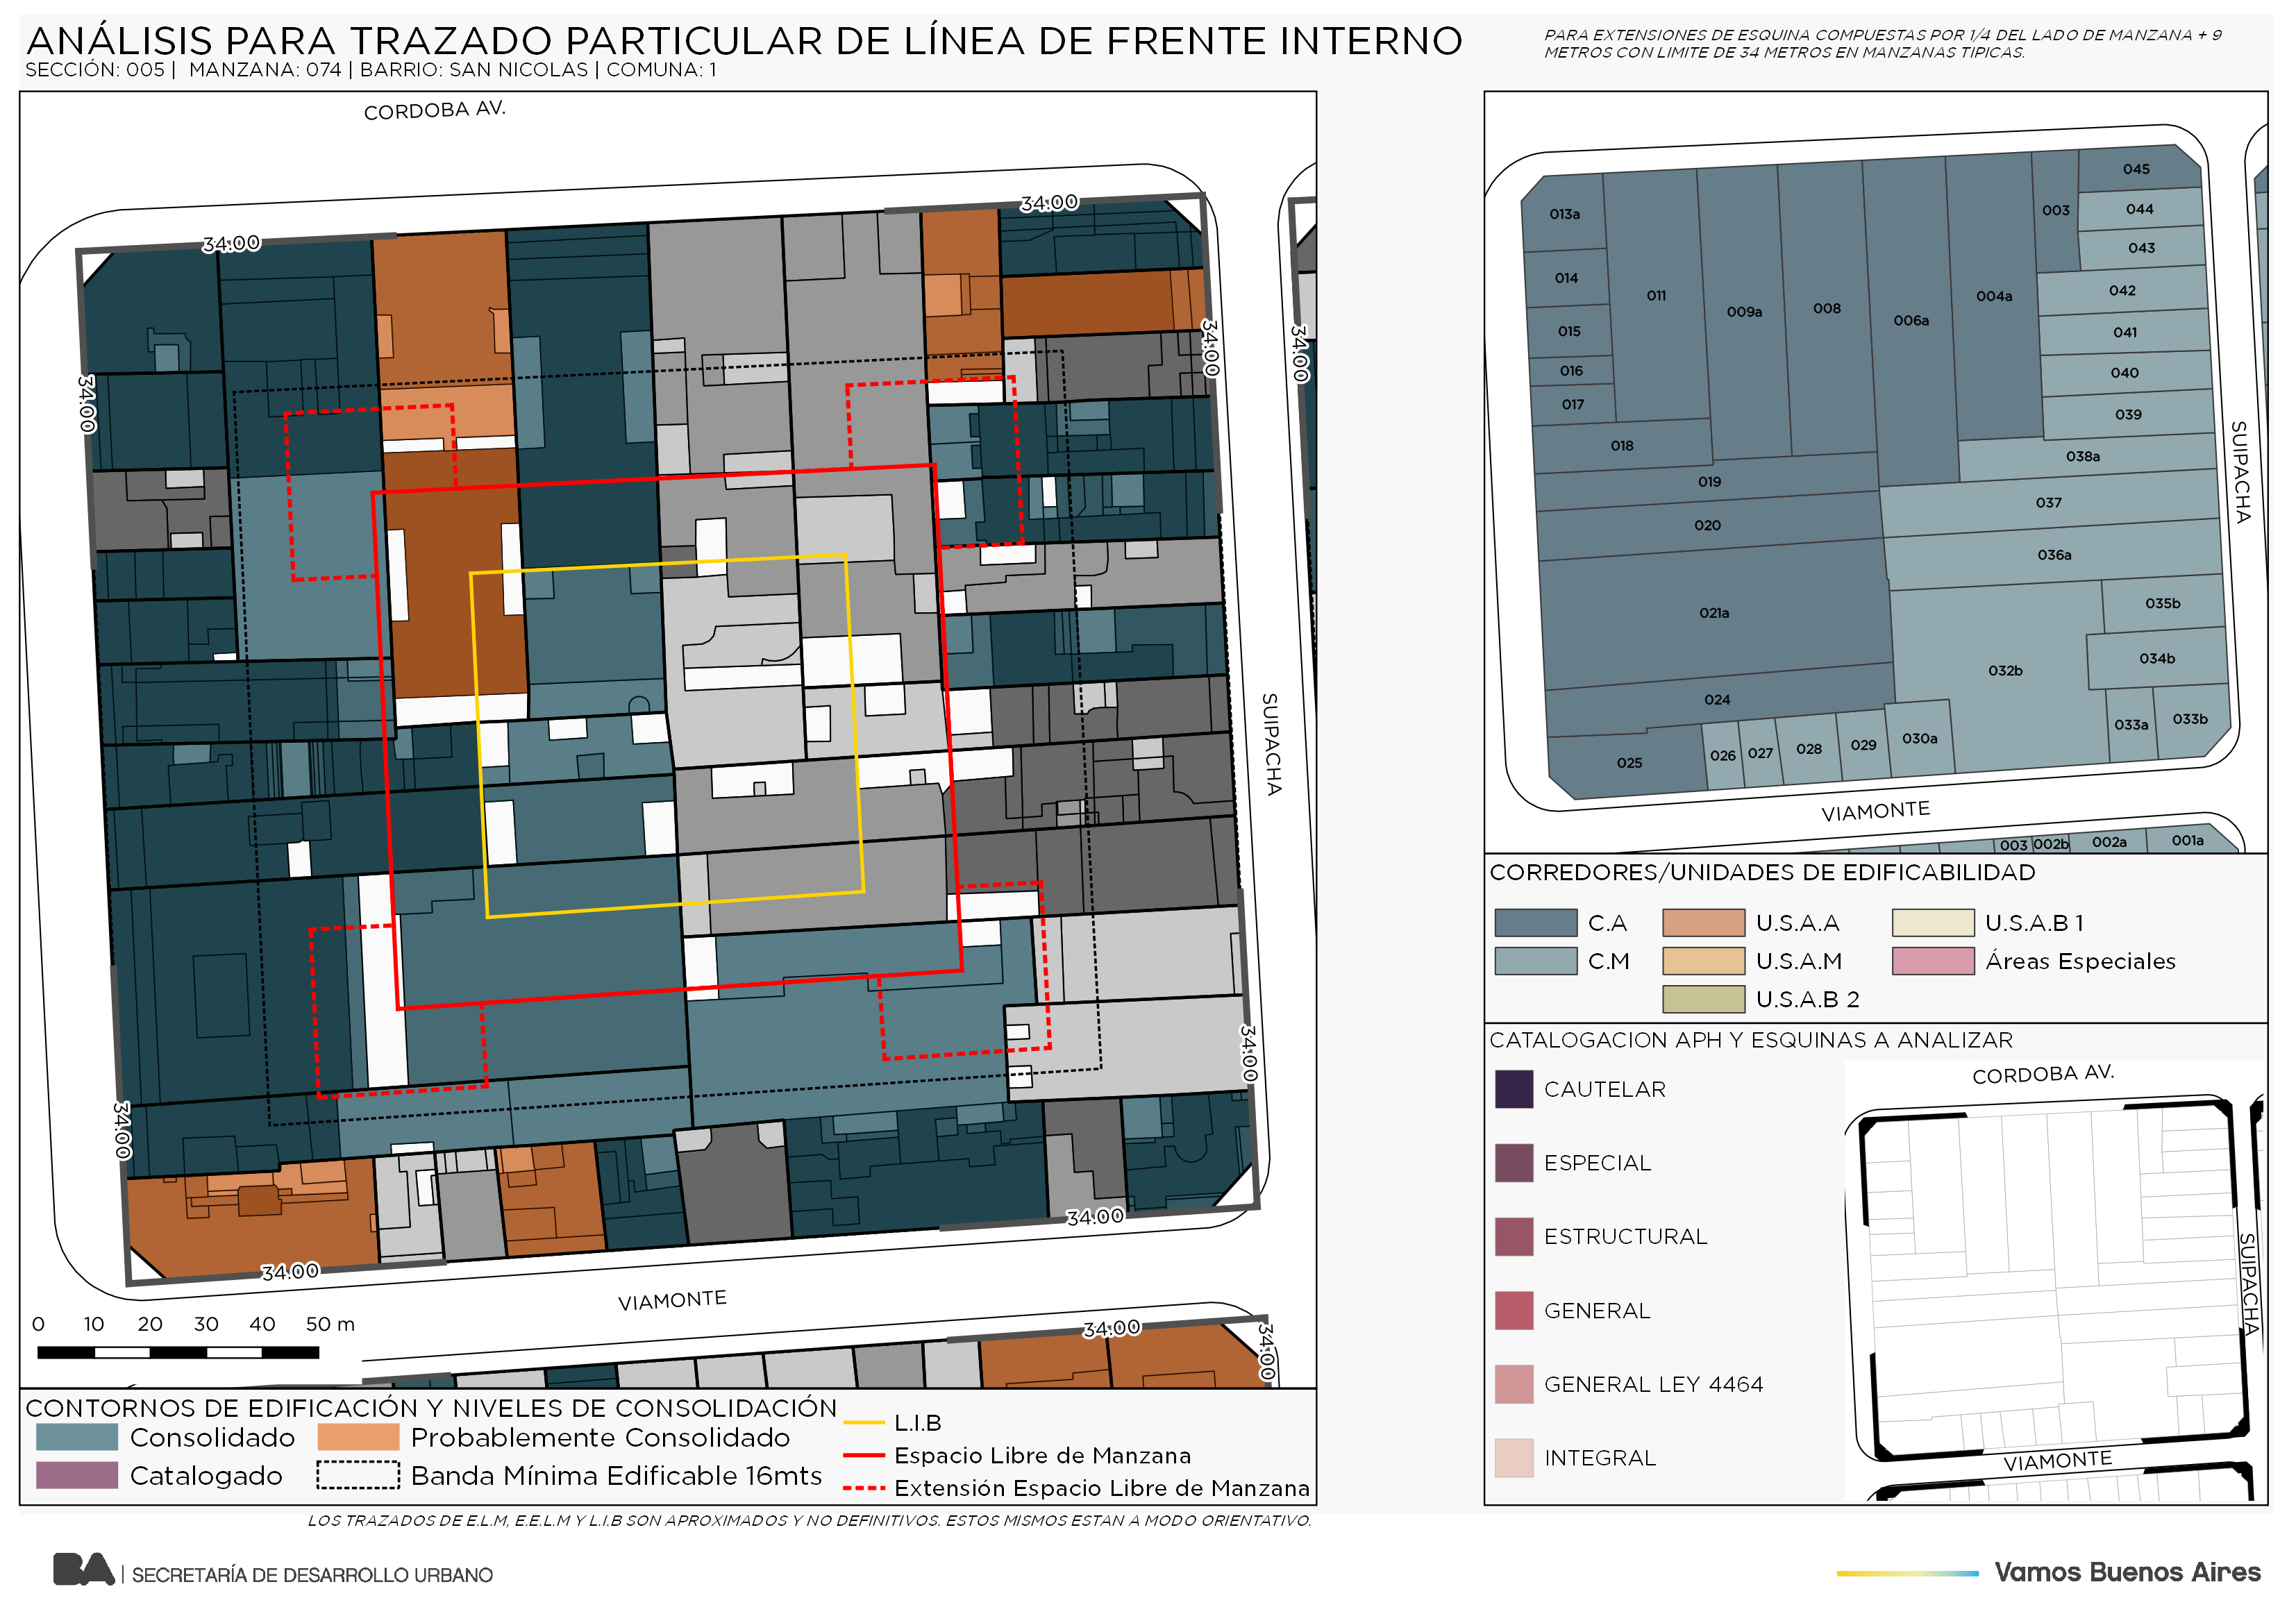 ANÁLISIS PARA TRAZADO PARTICULAR DE LÍNEA DE FRENTE INTERNO
SECCIÓN: 005 | MANZANA: 074 | BARRIO: SAN NICOLAS | COMUNA: 1
PARA EXTENSIONES DE ESQUINA COMPUESTAS POR 1/4 DEL LADO DE MANZANA + 9
METROS CON LIMITE DE 34 METROS EN MANZANAS TIPICAS.
CORDOBA AV.
34.00
34.00
34.00
34.00
34.00
SUIPACHA
34.00
34.00
34.00
34.00
VIAMONTE
34.00
34.00
0 10 20 30 40 50 m
CONTORNOS DE EDIFICACIÓN Y NIVELES DE CONSOLIDACIÓN
Consolidado
Probablemente Consolidado
Catalogado
Banda Mínima Edificable 16mts
L.I.B
Espacio Libre de Manzana
Extensión Espacio Libre de Manzana
LOS TRAZADOS DE E.L.M, E.E.L.M Y L.I.B SON APROXIMADOS Y NO DEFINITIVOS. ESTOS MISMOS ESTAN A MODO ORIENTATIVO.
045
013a
003
044
043
014
011
042
004a
009a
008
006a
015
041
016
040
017
039
018
038a
019
037
020
036a
021a
035b
034b
032b
024
033a
033b
025
026
027
028
029
030a
SUIPACHA
VIAMONTE
003
002b
002a
001a
CORREDORES/UNIDADES DE EDIFICABILIDAD
C.A
U.S.A.A
U.S.A.B 1
C.M
U.S.A.M
Áreas Especiales
U.S.A.B 2
CATALOGACION APH Y ESQUINAS A ANALIZAR
CAUTELAR
ESPECIAL
ESTRUCTURAL
GENERAL
GENERAL LEY 4464
INTEGRAL
CORDOBA AV.
SUIPACHA
VIAMONTE
BA | SECRETARÍA DE DESARROLLO URBANO
Vamos Buenos Aires